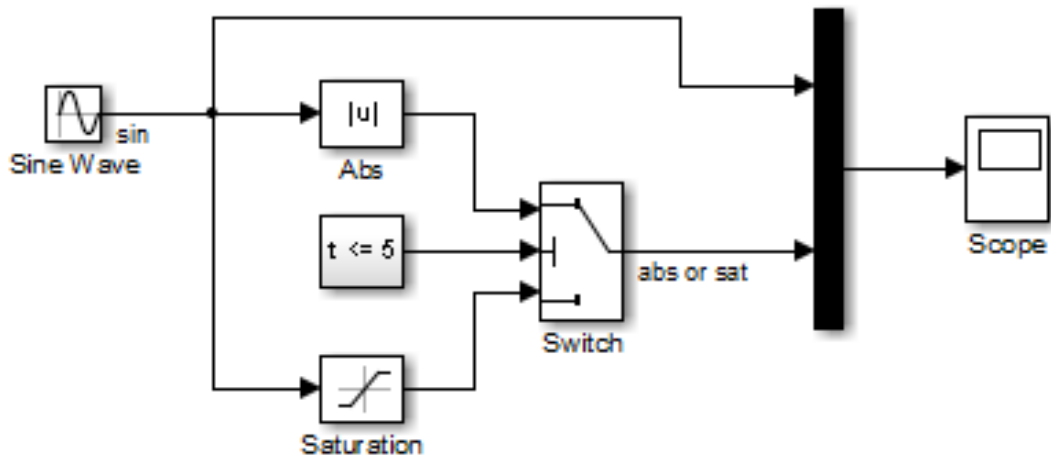 sin
Sine Wave
|u|
Abs
t <= 5
Switch
abs or sat
Saturation
Scope